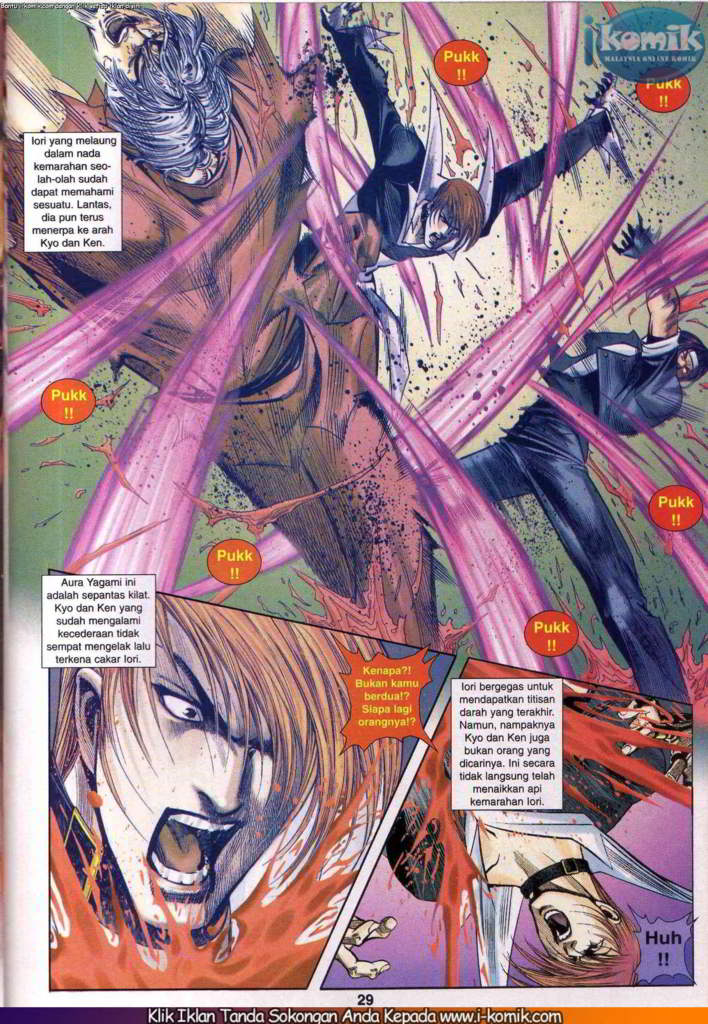 ikomik
MALAYSIA ONLINE KOMIK
Pukk
!!
Pukk
!!
Iori yang melaung
dalam nada
kemarahan seo-
lah-olah sudah
dapat memahami
sesuatu. Lantas,
dia pun terus
menerpa ke arah
Kyo dan Ken.
Pukk
!!
Pukk
!!
Pukk
!!
Pukk
!!
Aura Yagami ini
adalah sepantas kilat.
Kyo dan Ken yang
sudah mengalami
kecederaan tidak
sempat mengelak lalu
terkena cakar Iori.
Kenapa?!
Bukan kamu
berdua!?
Siapa lagi
orangnya!?
Iori bergegas untuk
mendapatkan titisan
darah yang terakhir.
Namun, nampaknya
Kyo dan Ken juga
bukan orang yang
dicarinya. Ini secara
tidak langsung telah
menaikkan api
kemarahan Iori.
Huh
!!
29
Klik Iklan Tanda Sokongan Anda Kepada www.i-komik.com